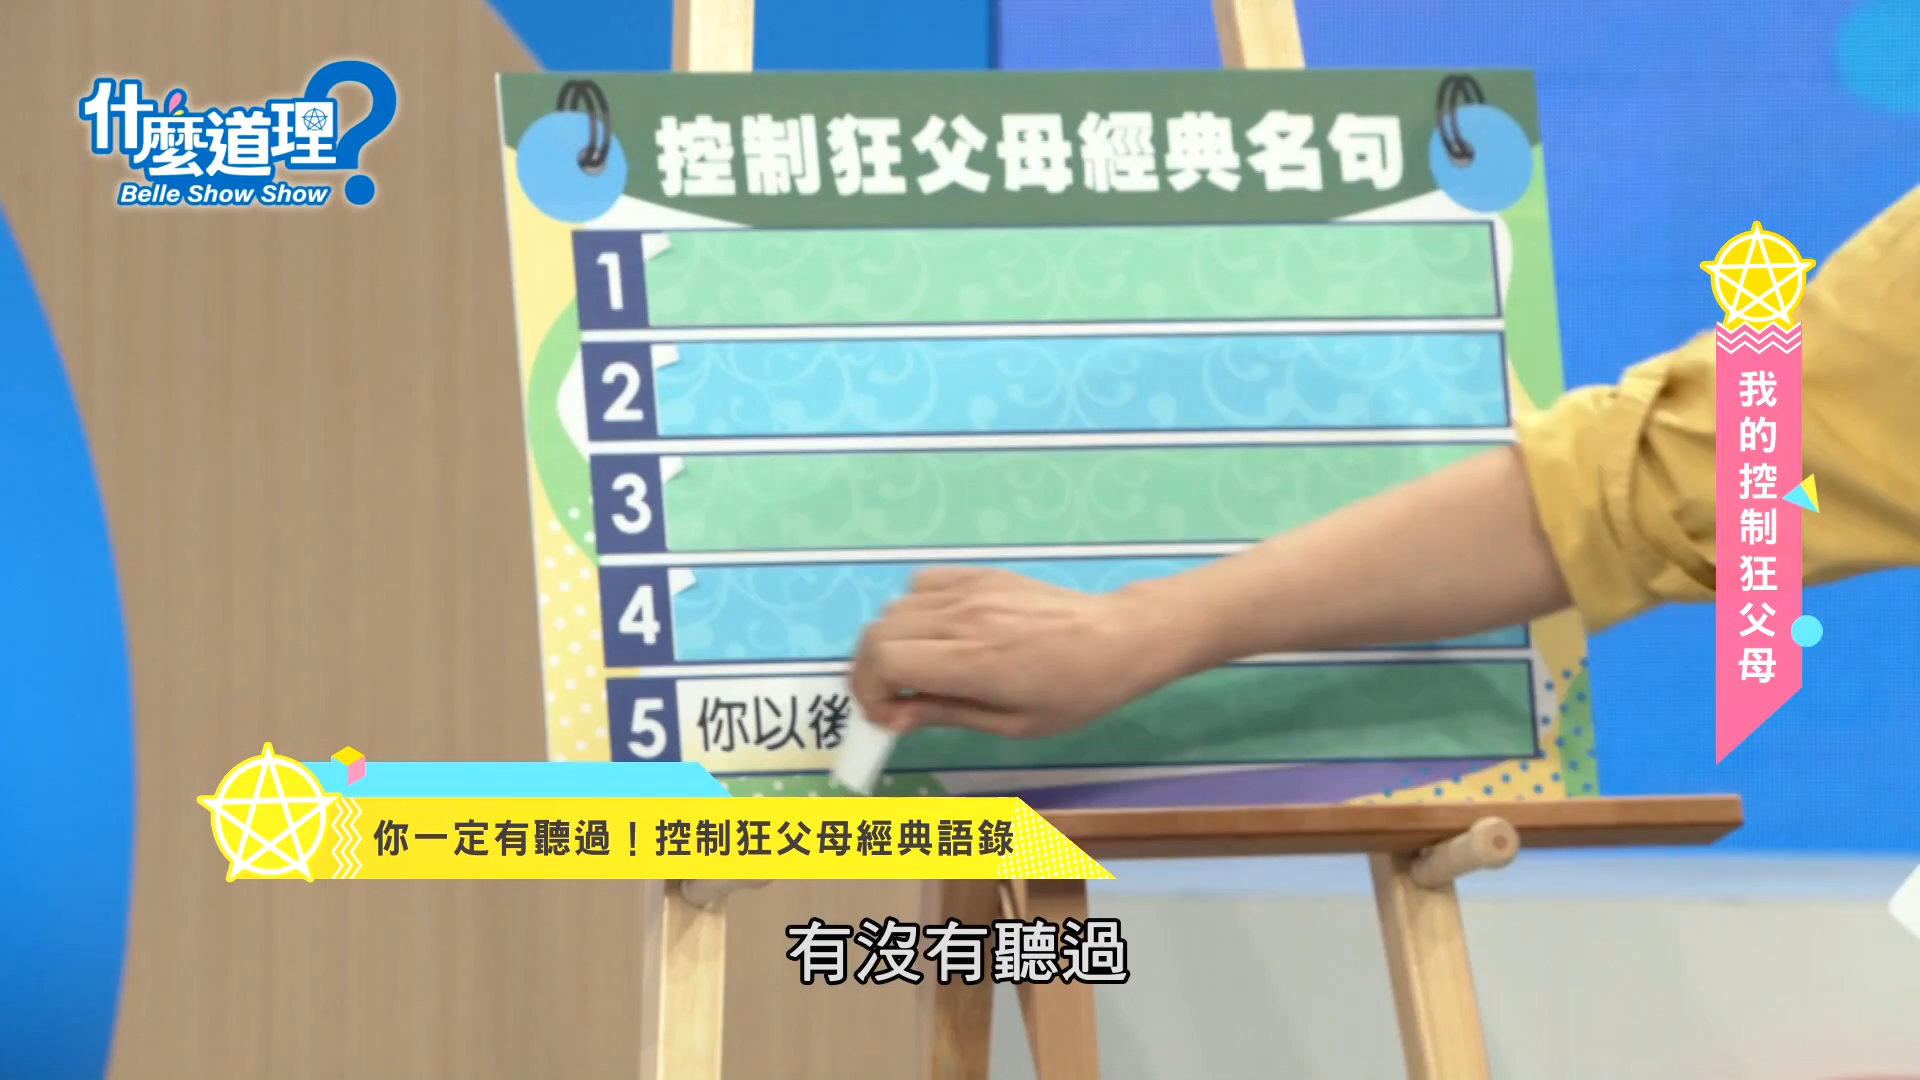 什麼道理?
Belle Show Show
控制狂父母經典名句
1
2
3
4
5 你以後
我的控制狂父母
你一定有聽過！控制狂父母經典語錄
有沒有聽過